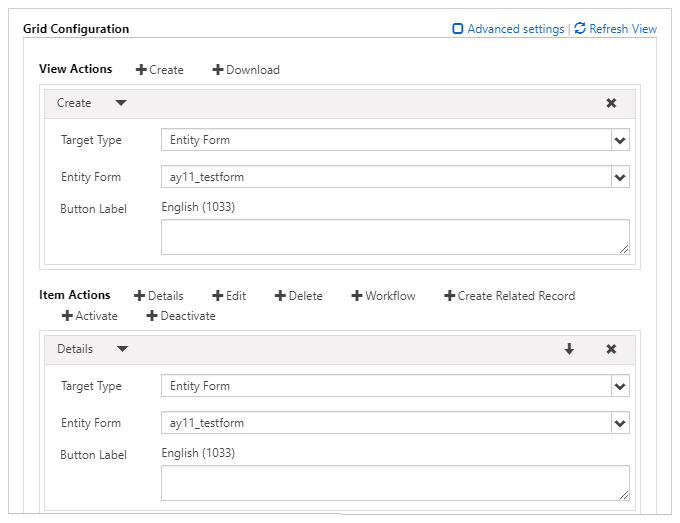 Grid Configuration Advanced settings | Refresh View
View Actions Create Download
Create
Target Type Entity Form
Entity Form ay11_testform
Button Label English (1033)
Item Actions Details Edit Delete Workflow Create Related Record
Activate Deactivate
Details
Target Type Entity Form
Entity Form ay11_testform
Button Label English (1033)